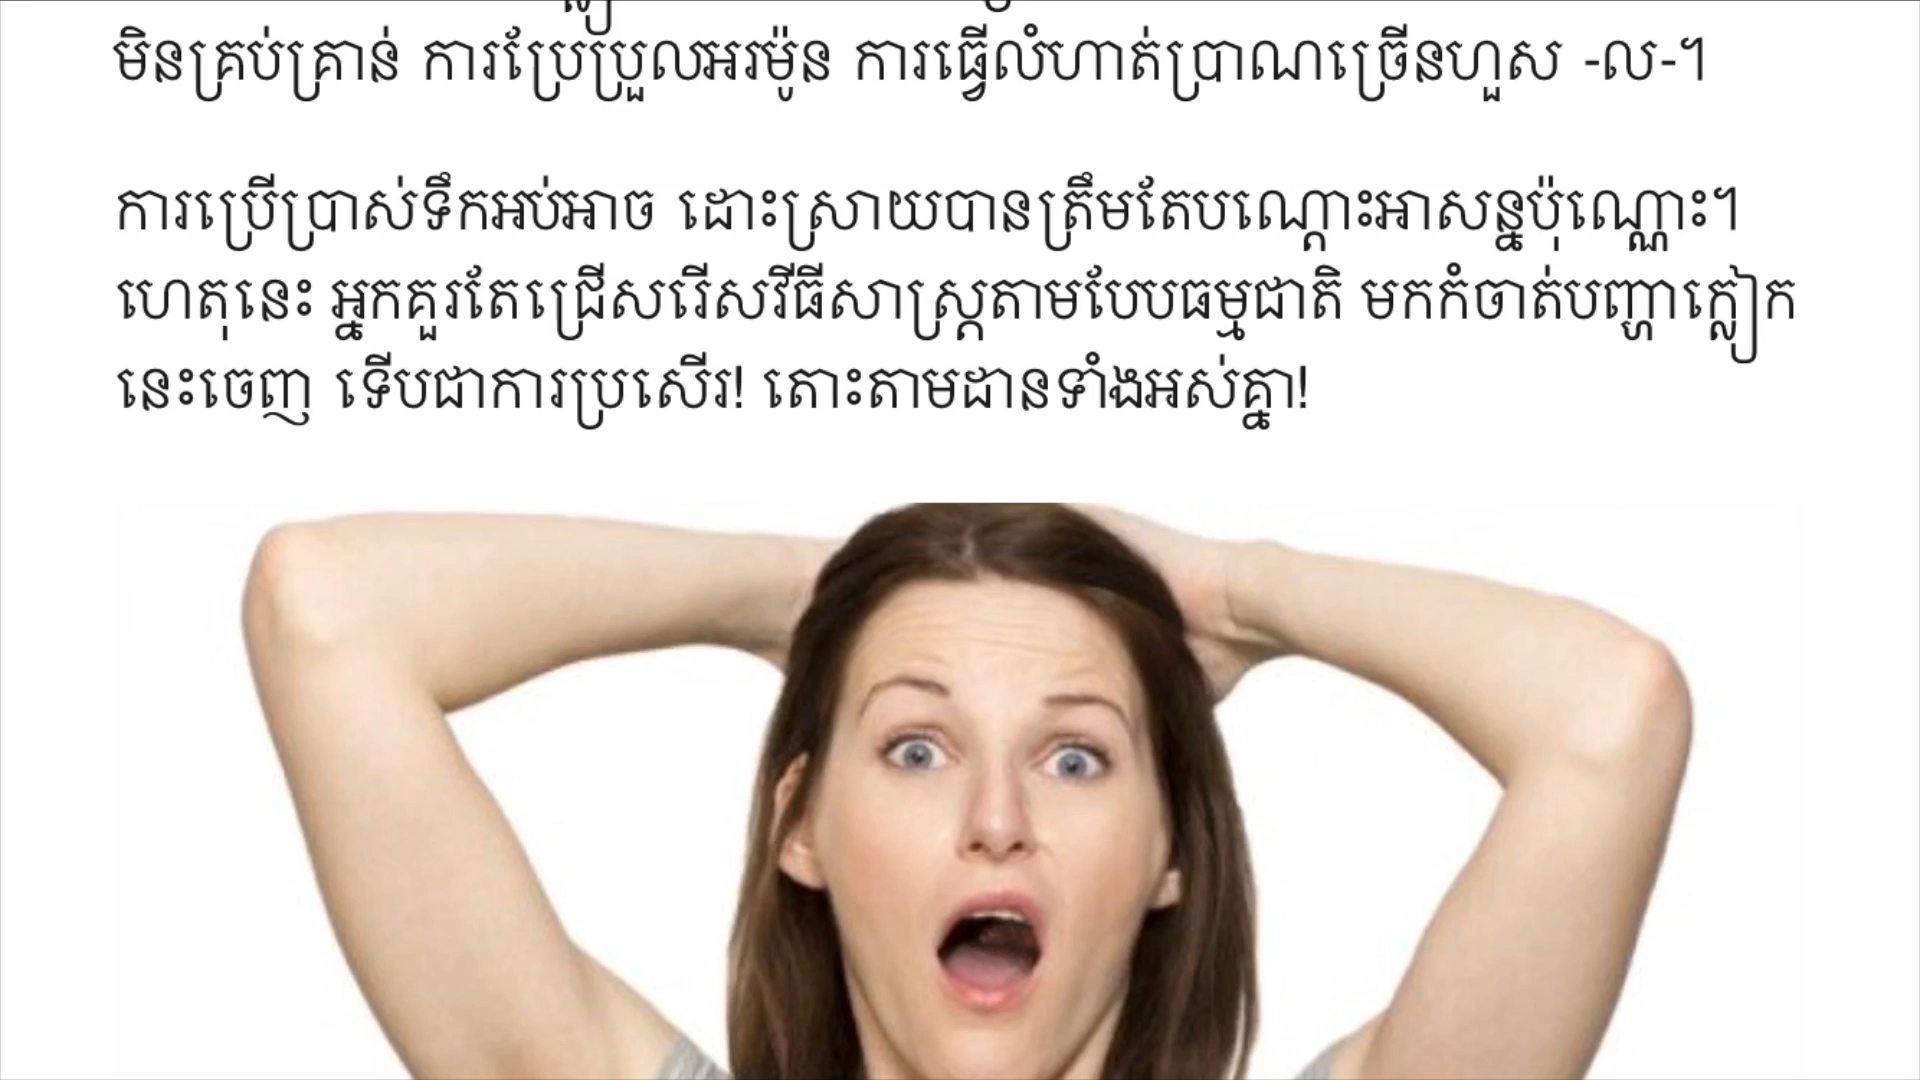 មិនគ្រប់គ្រាន់ ការប្រែប្រួលអរម៉ូន ការធ្វើលំហាត់ប្រាណច្រើនហួស -ល-។
ការប្រើប្រាស់ទឹកអប់អាច ដោះស្រាយបានត្រឹមតែបណ្ដោះអាសន្នប៉ុណ្ណោះ។
ហេតុនេះ អ្នកគួរតែជ្រើសរើសវីធីសាស្ត្រតាមបែបធម្មជាតិ មកកំចាត់បញ្ហាក្លៀក
នេះចេញ ទើបជាការប្រសើរ! តោះតាមដានទាំងអស់គ្នា!